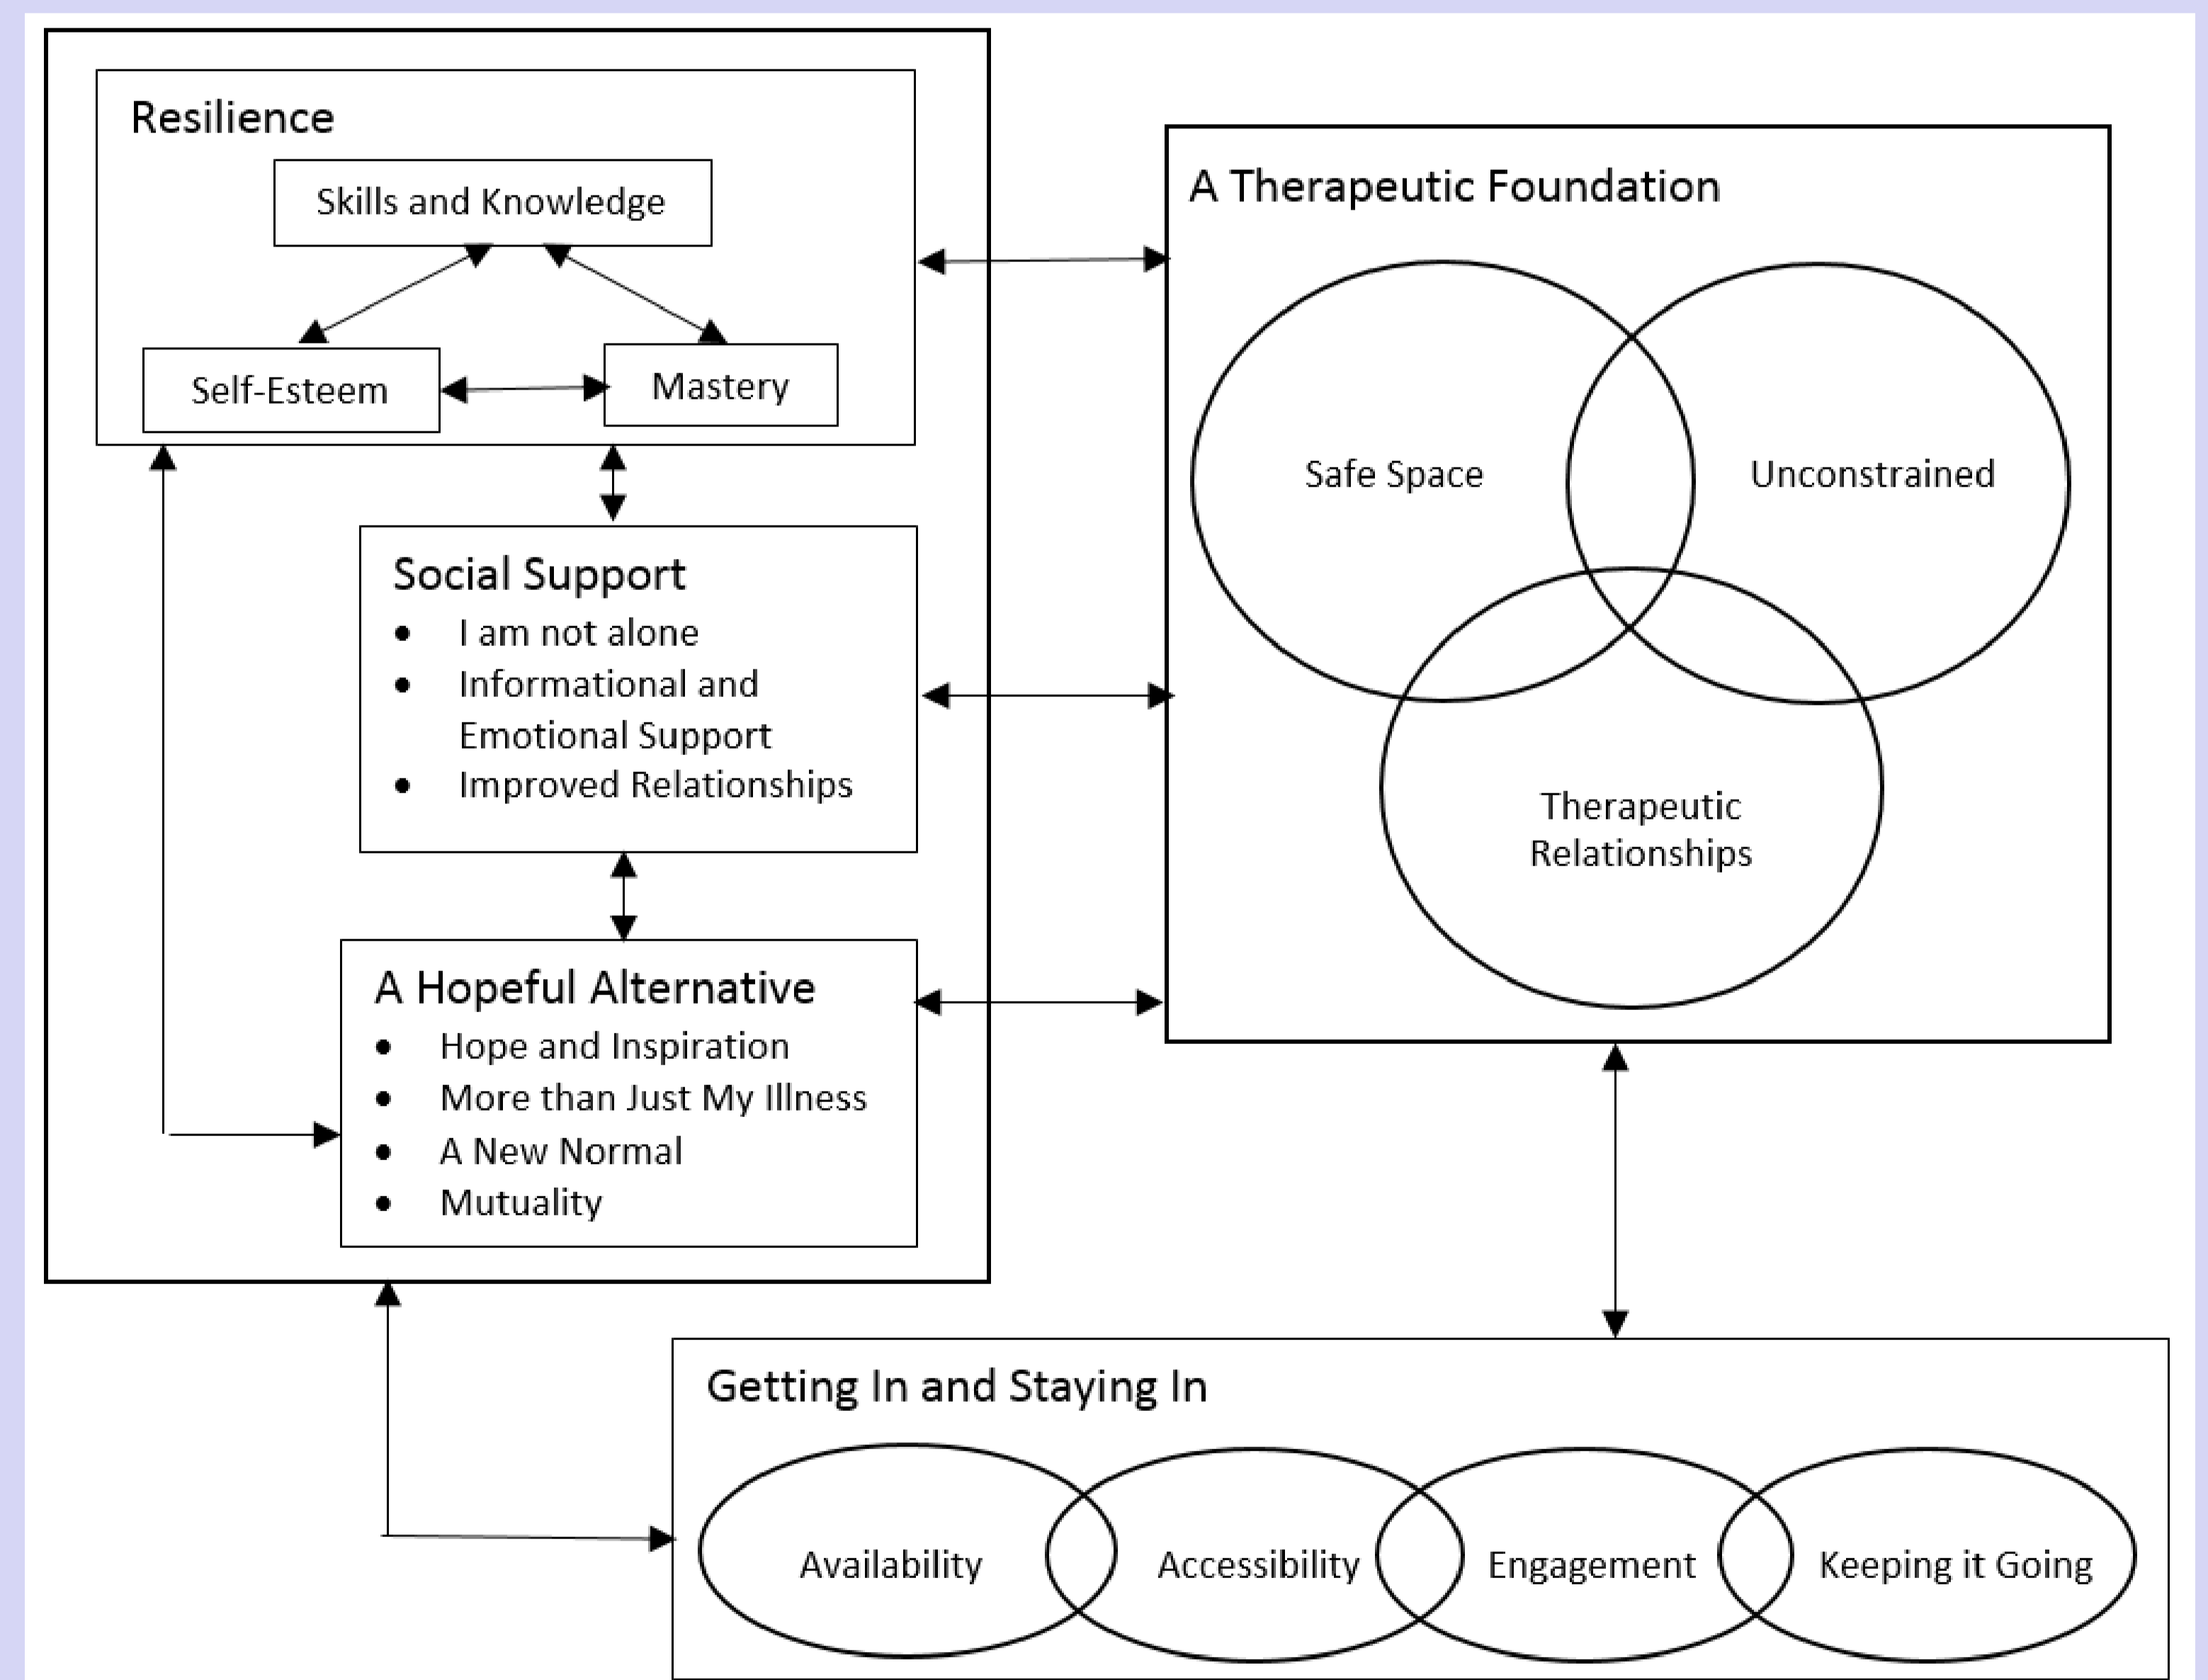 Resilience
Skills and Knowledge
Self-Esteem
Mastery
Social Support
• I am not alone
• Informational and
Emotional Support
• Improved Relationships
A Hopeful Alternative
• Hope and Inspiration
• More than Just My Illness
• A New Normal
• Mutuality
A Therapeutic Foundation
Safe Space
Unconstrained
Therapeutic
Relationships
Getting In and Staying In
Availability
Accessibility
Engagement
Keeping it Going